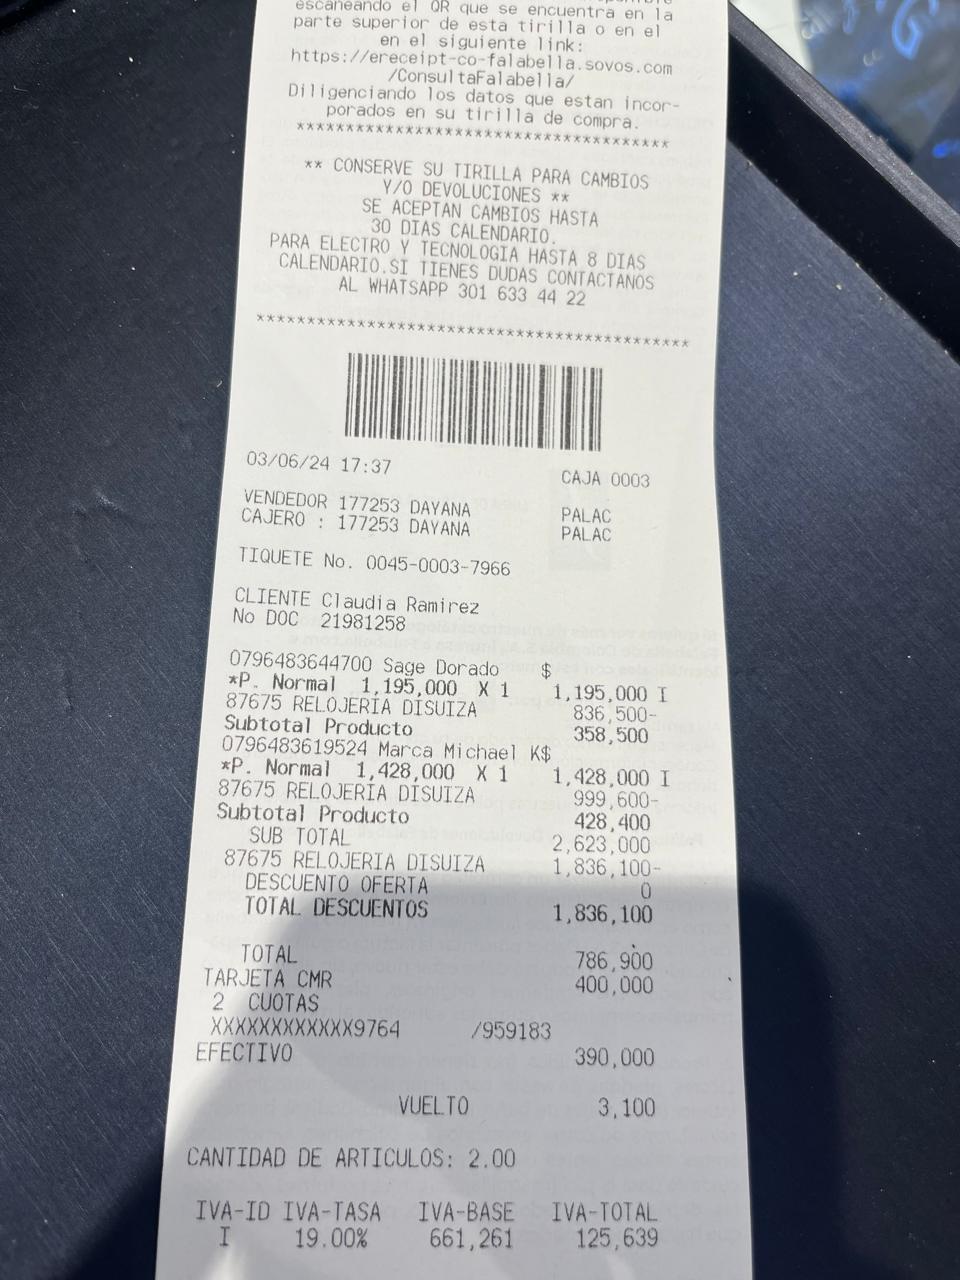 escaneando el QR que se encuentra en la
parte superior de esta tirilla o en el
en el siguiente link:
https://ereceipt-co-falabella.sovos.com
/ConsultaFalabella/
Diligenciando los datos que estan incor-
porados en su tirilla de compra.
*************************************
** CONSERVE SU TIRILLA PARA CAMBIOS
Y/O DEVOLUCIONES **
SE ACEPTAN CAMBIOS HASTA
30 DIAS CALENDARIO.
PARA ELECTRO Y TECNOLOGIA HASTA 8 DIAS
CALENDARIO.SI TIENES DUDAS CONTACTANOS
AL WHATSAPP 301 633 44 22
*******************************************
03/06/24 17:37 CAJA 0003
VENDEDOR 177253 DAYANA PALAC
CAJERO : 177253 DAYANA PALAC
TIQUETE No. 0045-0003-7966
CLIENTE Claudia Ramirez
No DOC 21981258
0796483644700 Sage Dorado $
*P. Normal 1,195,000 X 1 1,195,000 I
87675 RELOJERIA DISUIZA 836,500-
Subtotal Producto 358,500
0796483619524 Marca Michael K$
*P. Normal 1,428,000 X 1 1,428,000 I
87675 RELOJERIA DISUIZA 999,600-
Subtotal Producto 428,400
SUB TOTAL 2,623,000
87675 RELOJERIA DISUIZA 1,836,100-
DESCUENTO OFERTA 0
TOTAL DESCUENTOS 1,836,100
TOTAL 786,900
TARJETA CMR 400,000
2 CUOTAS
XXXXXXXXXXXX9764 /959183
EFECTIVO 390,000
VUELTO 3,100
CANTIDAD DE ARTICULOS: 2.00
IVA-ID IVA-TASA IVA-BASE IVA-TOTAL
I 19.00% 661,261 125,639